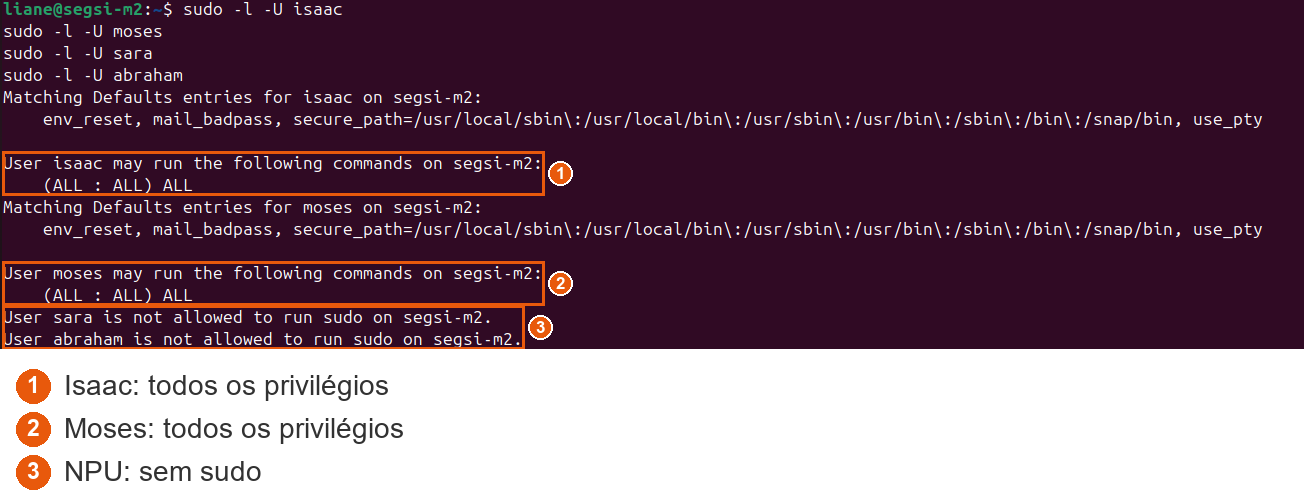 liane@segsi-m2:~$ sudo -l -U isaac
sudo -l -U moses
sudo -l -U sara
sudo -l -U abraham
Matching Defaults entries for isaac on segsi-m2:
    env_reset, mail_badpass, secure_path=/usr/local/sbin\:/usr/local/bin\:/usr/sbin\:/usr/bin\:/sbin\:/bin\:/snap/bin, use_pty
User isaac may run the following commands on segsi-m2:
1
    (ALL : ALL) ALL
Matching Defaults entries for moses on segsi-m2:
    env_reset, mail_badpass, secure_path=/usr/local/sbin\:/usr/local/bin\:/usr/sbin\:/usr/bin\:/sbin\:/bin\:/snap/bin, use_pty
User moses may run the following commands on segsi-m2:
2
    (ALL : ALL) ALL
User sara is not allowed to run sudo on segsi-m2.
3
User abraham is not allowed to run sudo on segsi-m2.
1 Isaac: todos os privilégios
2 Moses: todos os privilégios
3 NPU: sem sudo